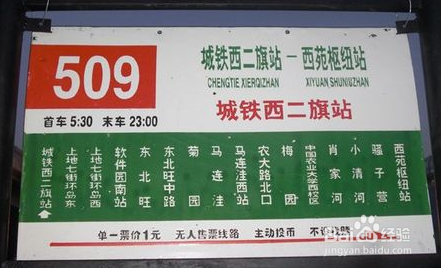 509
城铁西二旗站－西苑枢纽站
CHENGTIE XIERQIZHAN XIYUAN SHUNIUZHAN
城铁西二旗站
首车 5:30 末车 23:00
城铁西二旗站
上地七街环岛东
上地七街环岛西
软件园南站
东北旺
东北旺中路
菊园
马连洼
马连洼西站
农大路北口
梅园
中国农业大学西校区
肖家河
小清河
骚子营
西苑枢纽站
单一票价1元 无人售票线路 主动投币 不设找赎
Baidu 经验
jingyan.baidu.com